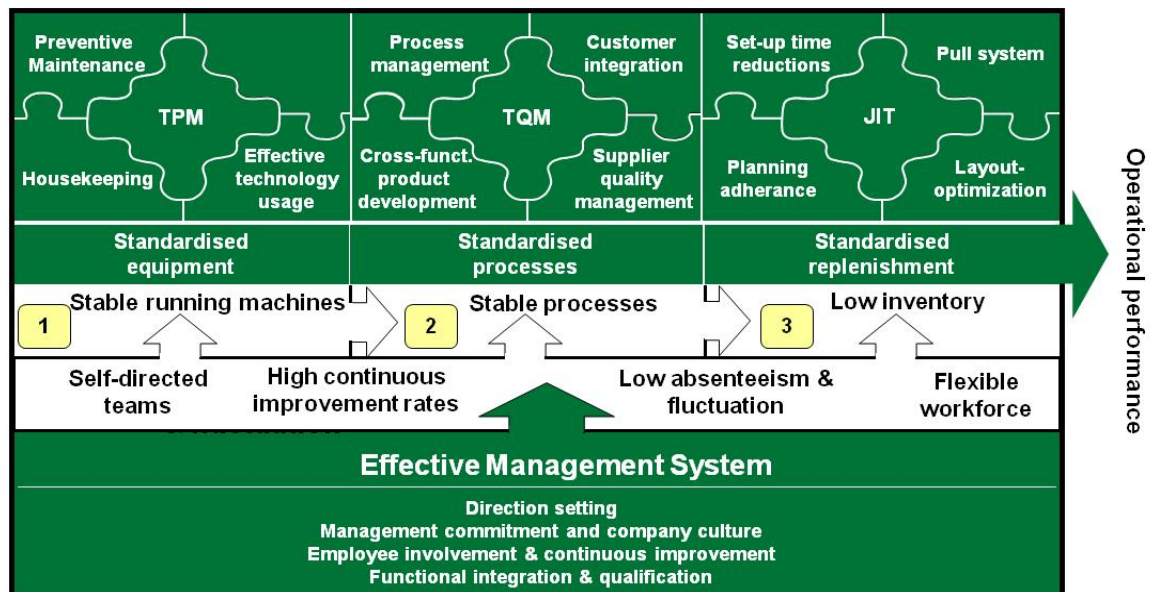 Preventive
Maintenance
TPM
Housekeeping
Effective
technology
usage
Process
management
Customer
integration
TQM
Cross-funct.
product
development
Supplier
quality
management
Set-up time
reductions
Pull system
JIT
Planning
adherance
Layout-
optimization
Standardised
equipment
Standardised
processes
Standardised
replenishment
1
Stable running machines
2
Stable processes
3
Low inventory
Self-directed
teams
High continuous
improvement rates
Low absenteeism &
fluctuation
Flexible
workforce
Effective Management System
Direction setting
Management commitment and company culture
Employee involvement & continuous improvement
Functional integration & qualification
Operational performance